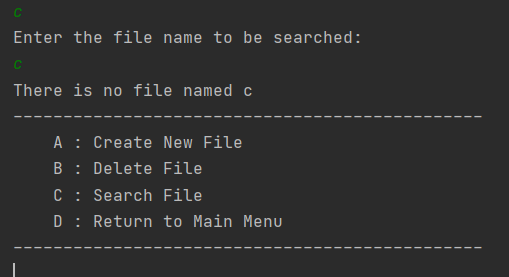 c
Enter the file name to be searched:
c
There is no file named c
-----------------------------------------------
A : Create New File
B : Delete File
C : Search File
D : Return to Main Menu
-----------------------------------------------